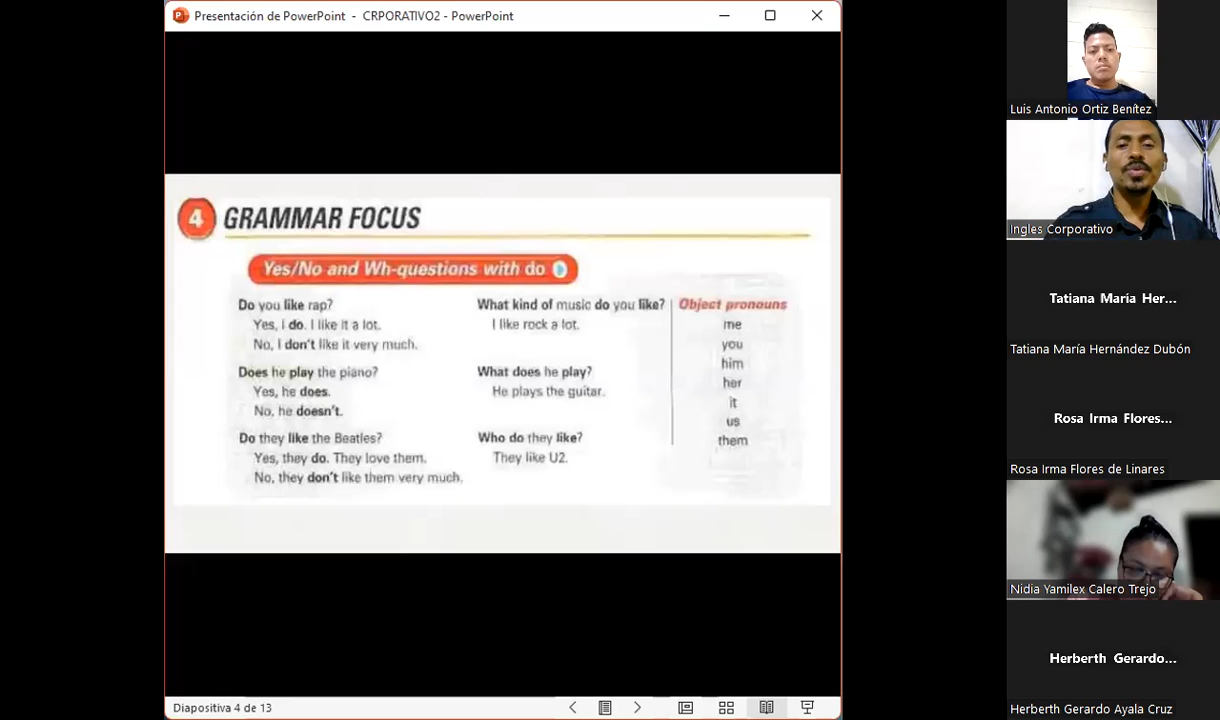 Presentación de PowerPoint - CRPORATIVO2 - PowerPoint
4 GRAMMAR FOCUS
Yes/No and Wh-questions with do
Do you like rap?
Yes, I do. I like it a lot.
No, I don't like it very much.
Does he play the piano?
Yes, he does.
No, he doesn't.
Do they like the Beatles?
Yes, they do. They love them.
No, they don't like them very much.
What kind of music do you like?
I like rock a lot.
What does he play?
He plays the guitar.
Who do they like?
They like U2.
Object pronouns
me
you
him
her
it
us
them
Diapositiva 4 de 13
Luis Antonio Ortiz Benítez
Ingles Corporativo
Tatiana María Her...
Tatiana María Hernández Dubón
Rosa Irma Flores...
Rosa Irma Flores de Linares
Nidia Yamilex Calero Trejo
Herberth Gerardo...
Herberth Gerardo Ayala Cruz